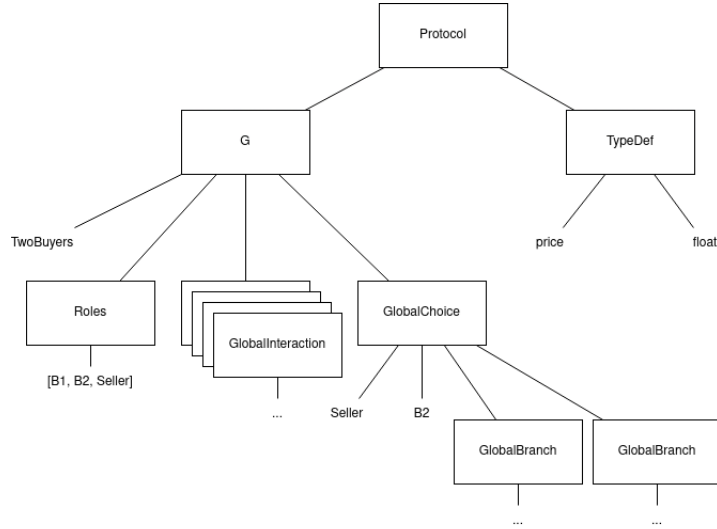 Protocol
G
TypeDef
TwoBuyers
price
float
Roles
GlobalInteraction
GlobalChoice
[B1, B2, Seller]
...
Seller
B2
GlobalBranch
GlobalBranch
...
...